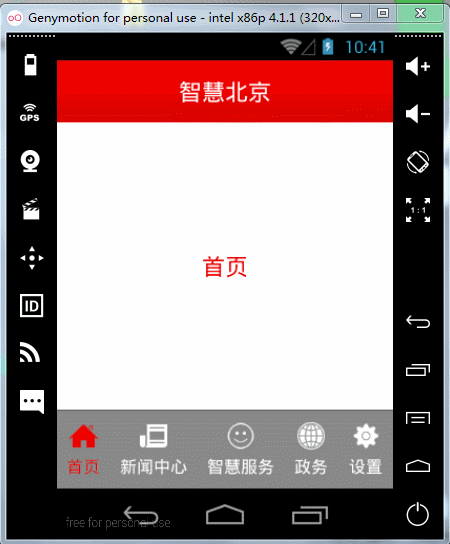 Genymotion for personal use - intel x86p 4.1.1 (320x...
10:41
GPS
智慧北京
1:1
首页
ID
首页 新闻中心 智慧服务 政务 设置
free for personal use